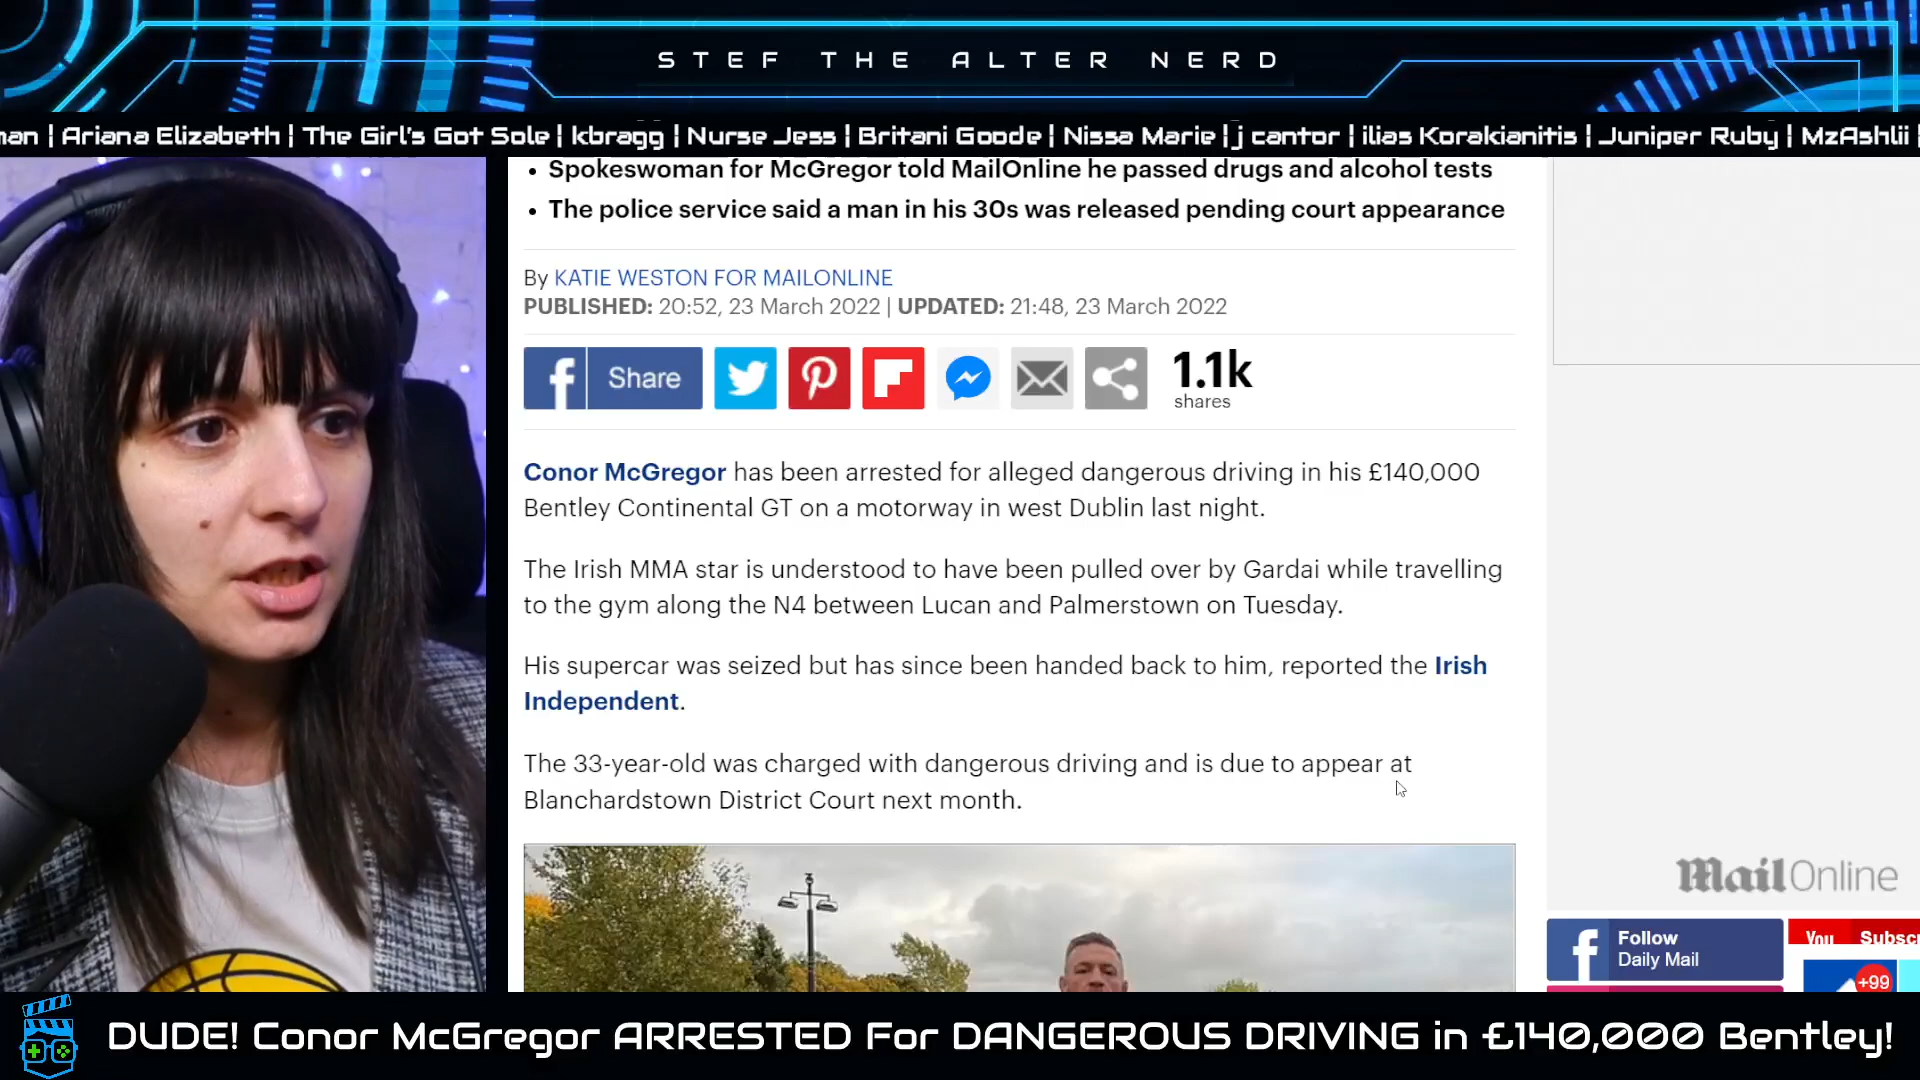 STEF THE ALTER NERD
nan | Ariana Elizabeth | The Girl's Got Sole | kbragg | Nurse Jess | Britani Goode | Nissa Marie | j cantor | ilias Korakianitis | Juniper Ruby | MzAshlii
• Spokeswoman for McGregor told MailOnline he passed drugs and alcohol tests
• The police service said a man in his 30s was released pending court appearance
By KATIE WESTON FOR MAILONLINE
PUBLISHED: 20:52, 23 March 2022 | UPDATED: 21:48, 23 March 2022
Share
1.1k
shares
Conor McGregor has been arrested for alleged dangerous driving in his £140,000
Bentley Continental GT on a motorway in west Dublin last night.
The Irish MMA star is understood to have been pulled over by Gardai while travelling
to the gym along the N4 between Lucan and Palmerstown on Tuesday.
His supercar was seized but has since been handed back to him, reported the Irish
Independent.
The 33-year-old was charged with dangerous driving and is due to appear at
Blanchardstown District Court next month.
MailOnline
Follow
Daily Mail
You
Subscr
+99
DUDE! Conor McGregor ARRESTED For DANGEROUS DRIVING in £140,000 Bentley!